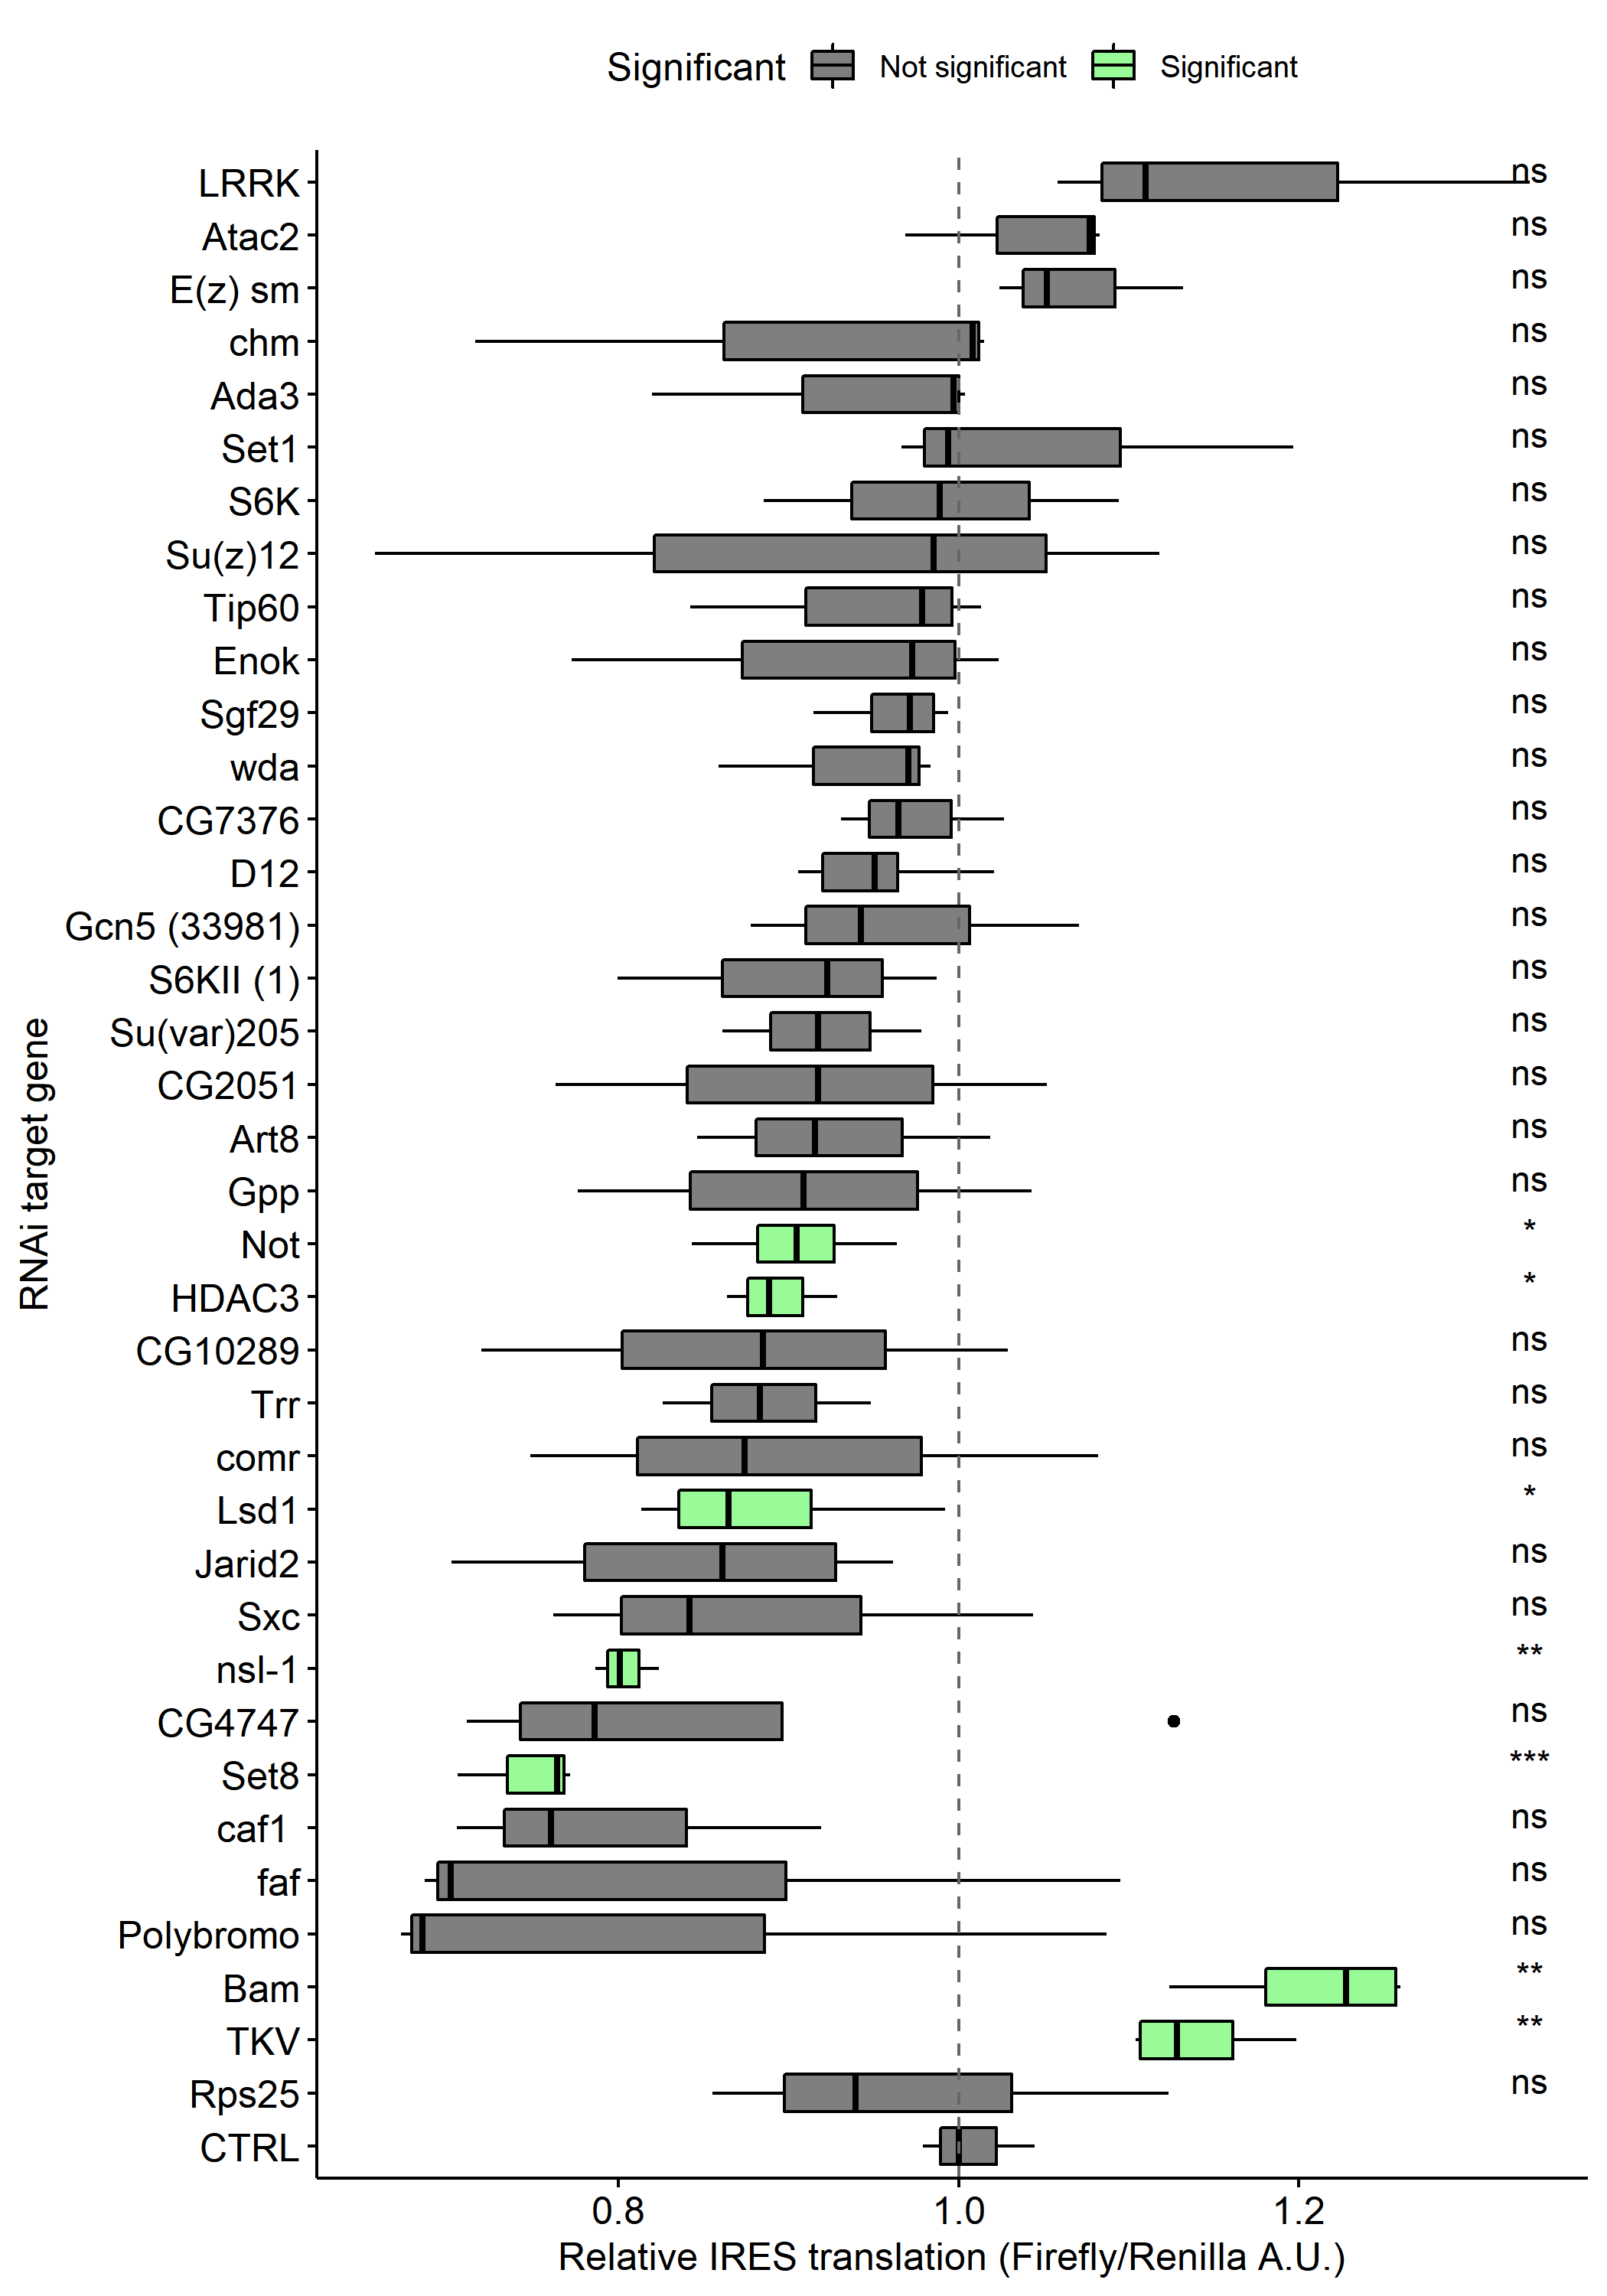 Significant Not significant Significant
LRRK ns
Atac2 ns
E(z) sm ns
chm ns
Ada3 ns
Set1 ns
S6K ns
Su(z)12 ns
Tip60 ns
Enok ns
Sgf29 ns
wda ns
CG7376 ns
D12 ns
Gcn5 (33981) ns
S6KII (1) ns
Su(var)205 ns
CG2051 ns
Art8 ns
Gpp ns
Not *
HDAC3 *
CG10289 ns
Trr ns
comr ns
Lsd1 *
Jarid2 ns
Sxc ns
nsl-1 **
CG4747 ns
Set8 ***
caf1 ns
faf ns
Polybromo ns
Bam **
TKV **
Rps25 ns
CTRL
RNAi target gene
0.8 1.0 1.2
Relative IRES translation (Firefly/Renilla A.U.)